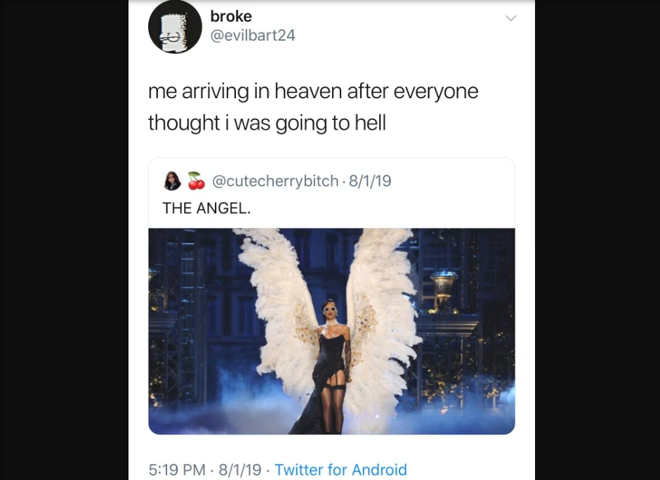 broke
@evilbart24
me arriving in heaven after everyone
thought i was going to hell
@cutecherrybitch · 8/1/19
THE ANGEL.
5:19 PM · 8/1/19 · Twitter for Android